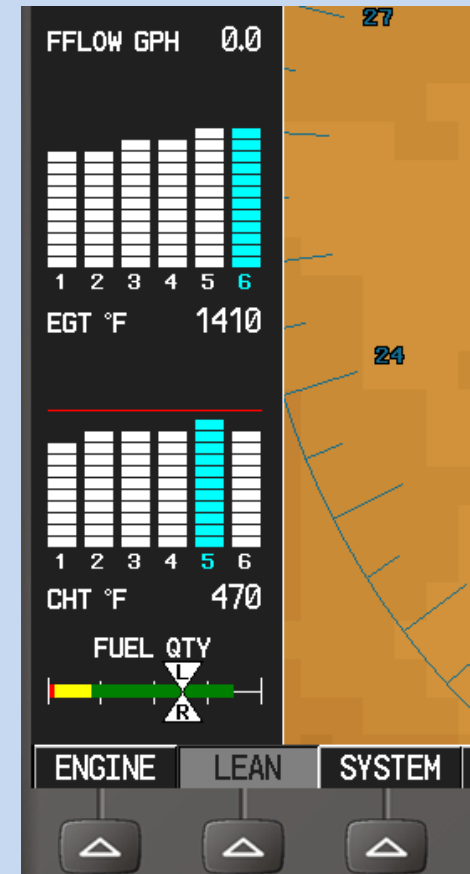 FFLOW GPH 0.0
1 2 3 4 5 6
EGT °F 1410
1 2 3 4 5 6
CHT °F 470
FUEL QTY
L
R
ENGINE LEAN SYSTEM
27
24